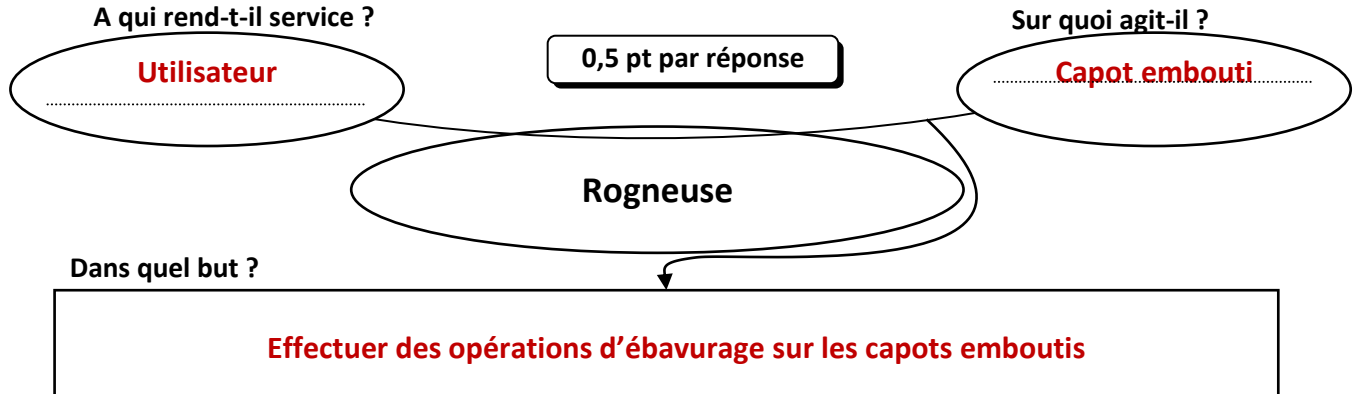 A qui rend-t-il service ?
Sur quoi agit-il ?
0,5 pt par réponse
Utilisateur
Capot embouti
Rogneuse
Dans quel but ?
Effectuer des opérations d’ébavurage sur les capots emboutis